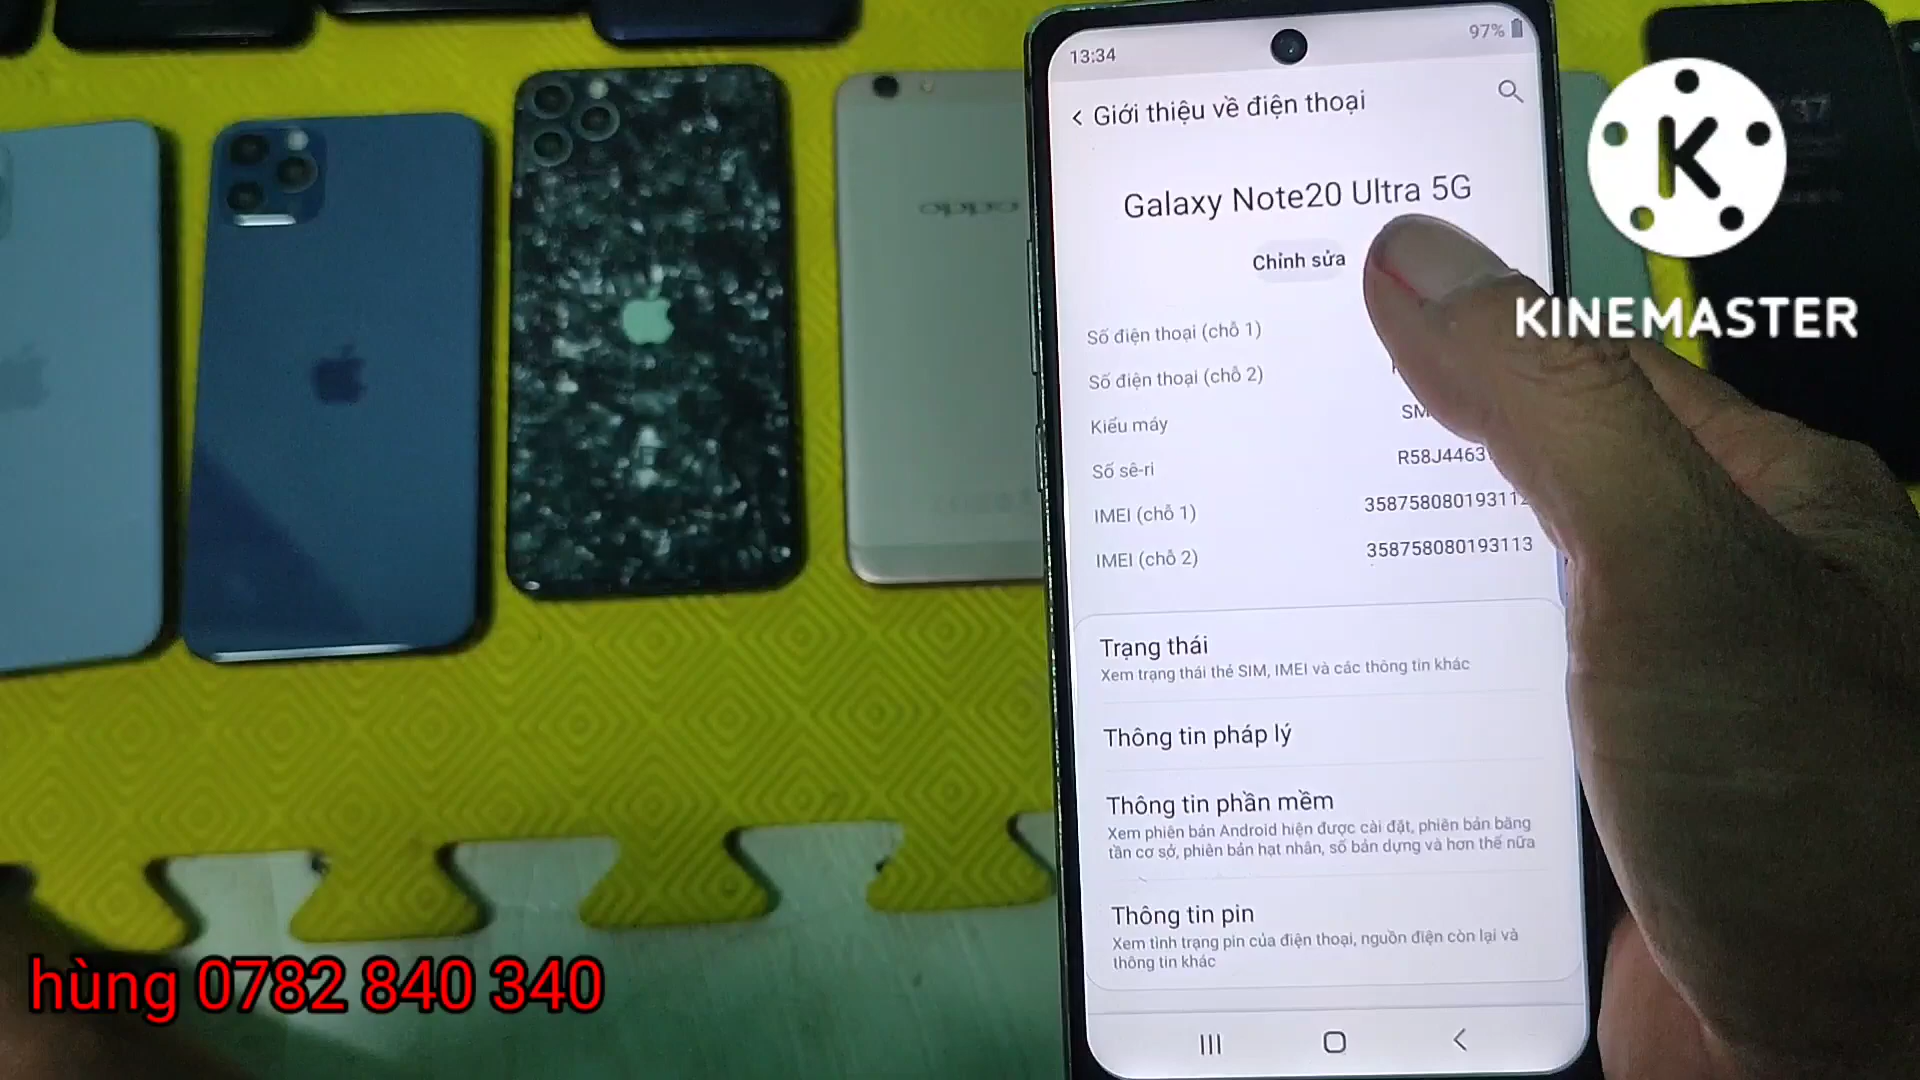 13:34
97%
Giới thiệu về điện thoại
Galaxy Note20 Ultra 5G
Chỉnh sửa
Số điện thoại (chỗ 1)
Số điện thoại (chỗ 2)
Kiểu máy SM
Số sê-ri R58J4463
IMEI (chỗ 1) 358758080193112
IMEI (chỗ 2) 358758080193113
Trạng thái
Xem trạng thái thẻ SIM, IMEI và các thông tin khác
Thông tin pháp lý
Thông tin phần mềm
Xem phiên bản Android hiện được cài đặt, phiên bản băng
tần cơ sở, phiên bản hạt nhân, số bản dựng và hơn thế nữa
Thông tin pin
Xem tình trạng pin của điện thoại, nguồn điện còn lại và
thông tin khác
oppo
K
KINEMASTER
hùng 0782 840 340